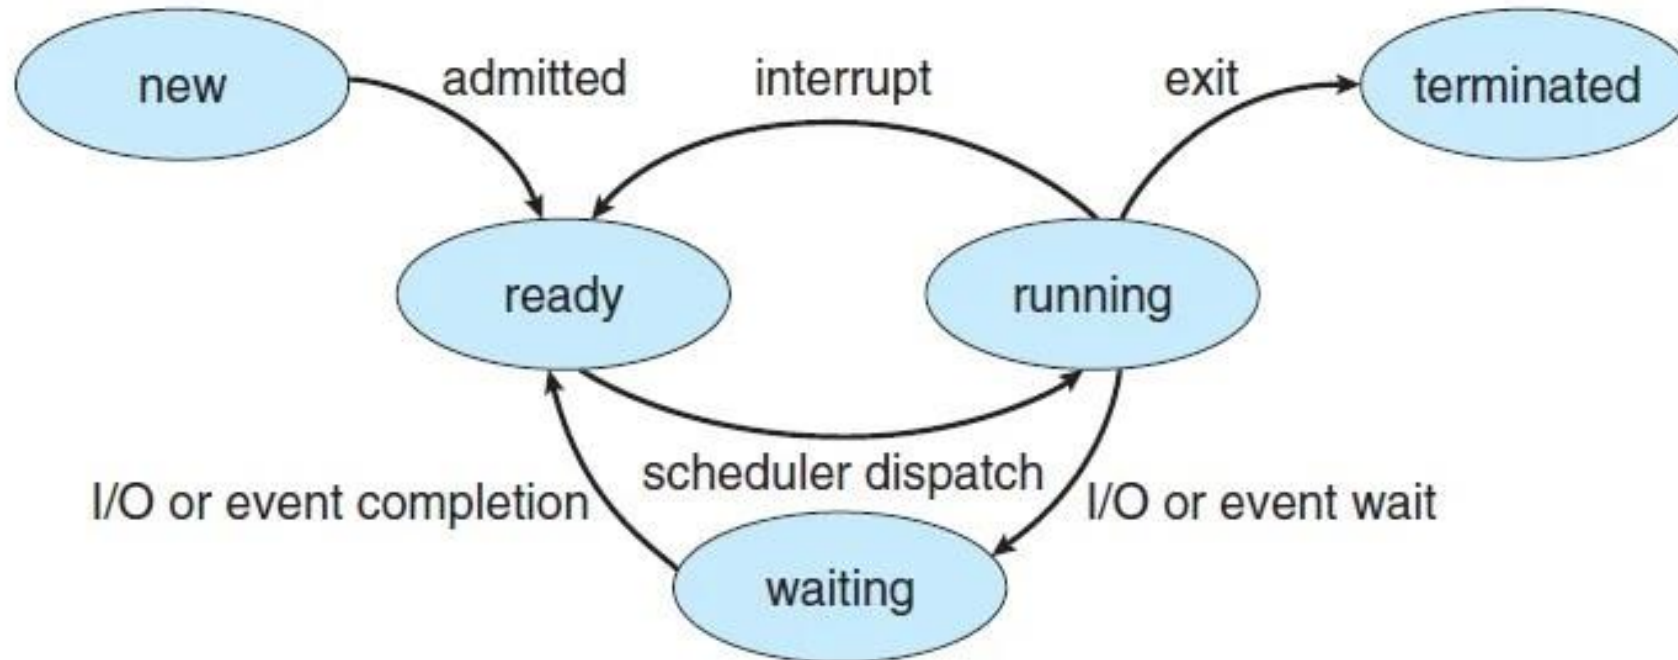 new
admitted
interrupt
exit
terminated
ready
running
scheduler dispatch
I/O or event completion
I/O or event wait
waiting